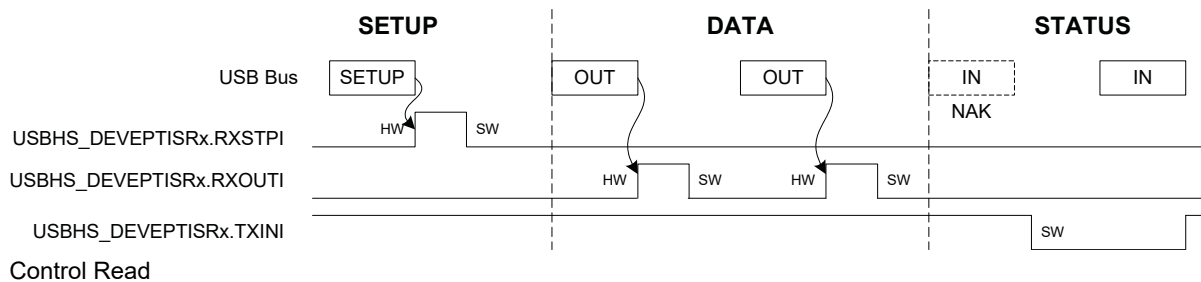 SETUP DATA STATUS
USB Bus SETUP OUT OUT IN IN
NAK
USBHS_DEVEPTISRx.RXSTPI HW SW
USBHS_DEVEPTISRx.RXOUTI HW SW HW SW
USBHS_DEVEPTISRx.TXINI SW
Control Read